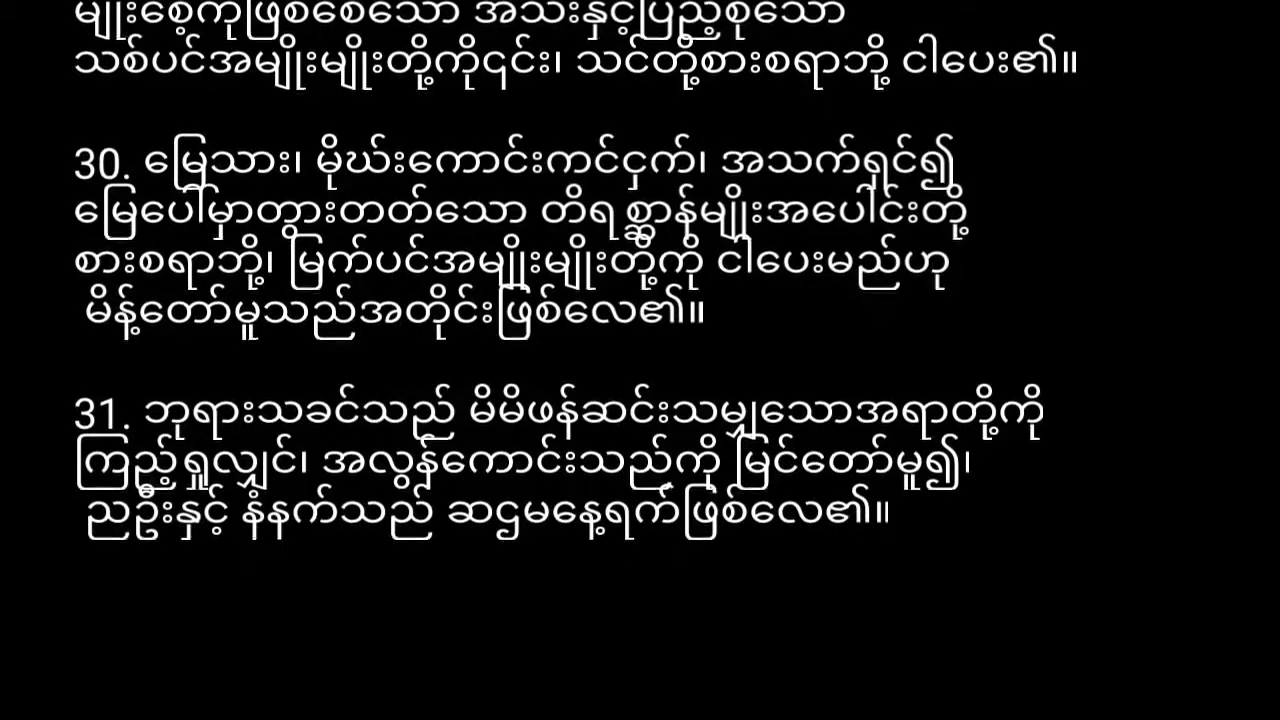 မျိုးစေ့ကိုဖြစ်စေသော အသီးနှင့်ပြည့်စုံသော
သစ်ပင်အမျိုးမျိုးတို့ကို၎င်း၊ သင်တို့စားစရာဘို့ ငါပေး၏။
30. မြေသား၊ မိုဃ်းကောင်းကင်ငှက်၊ အသက်ရှင်၍
မြေပေါ်မှာတွားတတ်သော တိရစ္ဆာန်မျိုးအပေါင်းတို့
စားစရာဘို့၊ မြက်ပင်အမျိုးမျိုးတို့ကို ငါပေးမည်ဟု
မိန့်တော်မူသည်အတိုင်းဖြစ်လေ၏။
31. ဘုရားသခင်သည် မိမိဖန်ဆင်းသမျှသောအရာတို့ကို
ကြည့်ရှုလျှင်၊ အလွန်ကောင်းသည်ကို မြင်တော်မူ၍၊
ညဦးနှင့် နံနက်သည် ဆဌမနေ့ရက်ဖြစ်လေ၏။